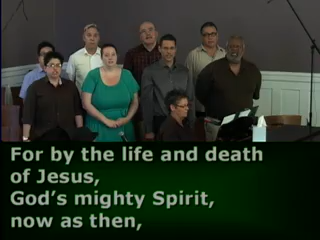 For by the life and death
of Jesus,
God's mighty Spirit,
now as then,